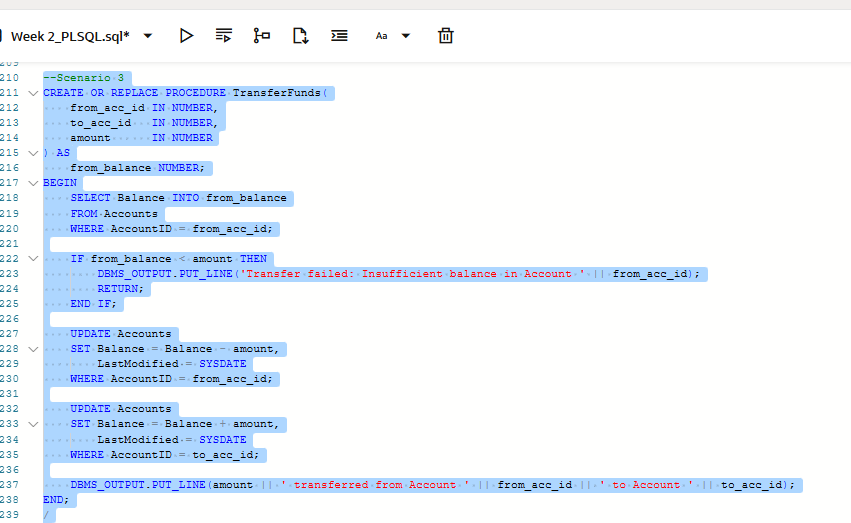 Week 2_PLSQL.sql*
Aa
209
210 --Scenario 3
211 CREATE OR REPLACE PROCEDURE TransferFunds(
212     from_acc_id IN NUMBER,
213     to_acc_id   IN NUMBER,
214     amount      IN NUMBER
215 ) AS
216     from_balance NUMBER;
217 BEGIN
218     SELECT Balance INTO from_balance
219     FROM Accounts
220     WHERE AccountID = from_acc_id;
221
222     IF from_balance < amount THEN
223         DBMS_OUTPUT.PUT_LINE('Transfer failed: Insufficient balance in Account ' || from_acc_id);
224         RETURN;
225     END IF;
226
227     UPDATE Accounts
228     SET Balance = Balance - amount,
229         LastModified = SYSDATE
230     WHERE AccountID = from_acc_id;
231
232     UPDATE Accounts
233     SET Balance = Balance + amount,
234         LastModified = SYSDATE
235     WHERE AccountID = to_acc_id;
236
237     DBMS_OUTPUT.PUT_LINE(amount || ' transferred from Account ' || from_acc_id || ' to Account ' || to_acc_id);
238 END;
239 /